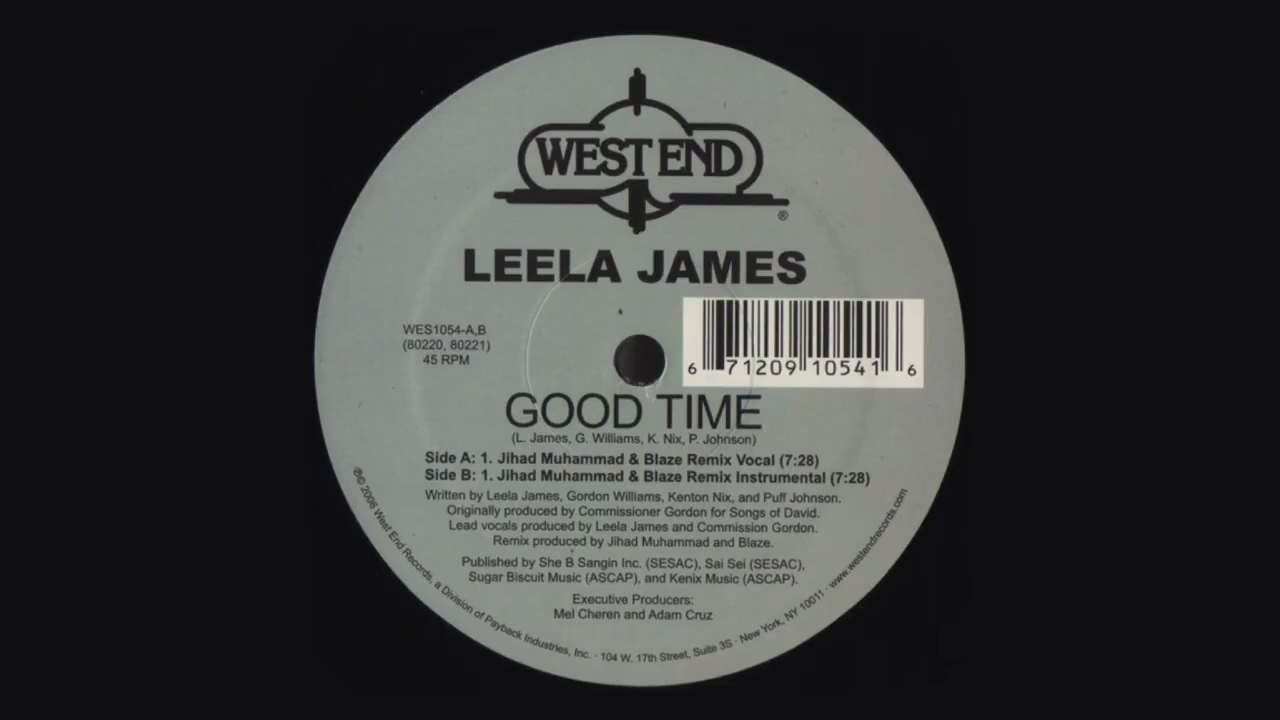 WEST END
®
LEELA JAMES
WES1054-A,B
(80220, 80221)
45 RPM
6 71209 10541 6
GOOD TIME
(L. James, G. Williams, K. Nix, P. Johnson)
Side A: 1. Jihad Muhammad & Blaze Remix Vocal (7:28)
Side B: 1. Jihad Muhammad & Blaze Remix Instrumental (7:28)
Written by Leela James, Gordon Williams, Kenton Nix, and Puff Johnson.
Originally produced by Commissioner Gordon for Songs of David.
Lead vocals produced by Leela James and Commission Gordon.
Remix produced by Jihad Muhammad and Blaze.
Published by She B Sangin Inc. (SESAC), Sai Sei (SESAC),
Sugar Biscuit Music (ASCAP), and Kenix Music (ASCAP).
Executive Producers:
Mel Cheren and Adam Cruz
℗© 2006 West End Records, a Division of Payback Industries, Inc. · 104 W. 17th Street, Suite 3S · New York, NY 10011 · www.westendrecords.com